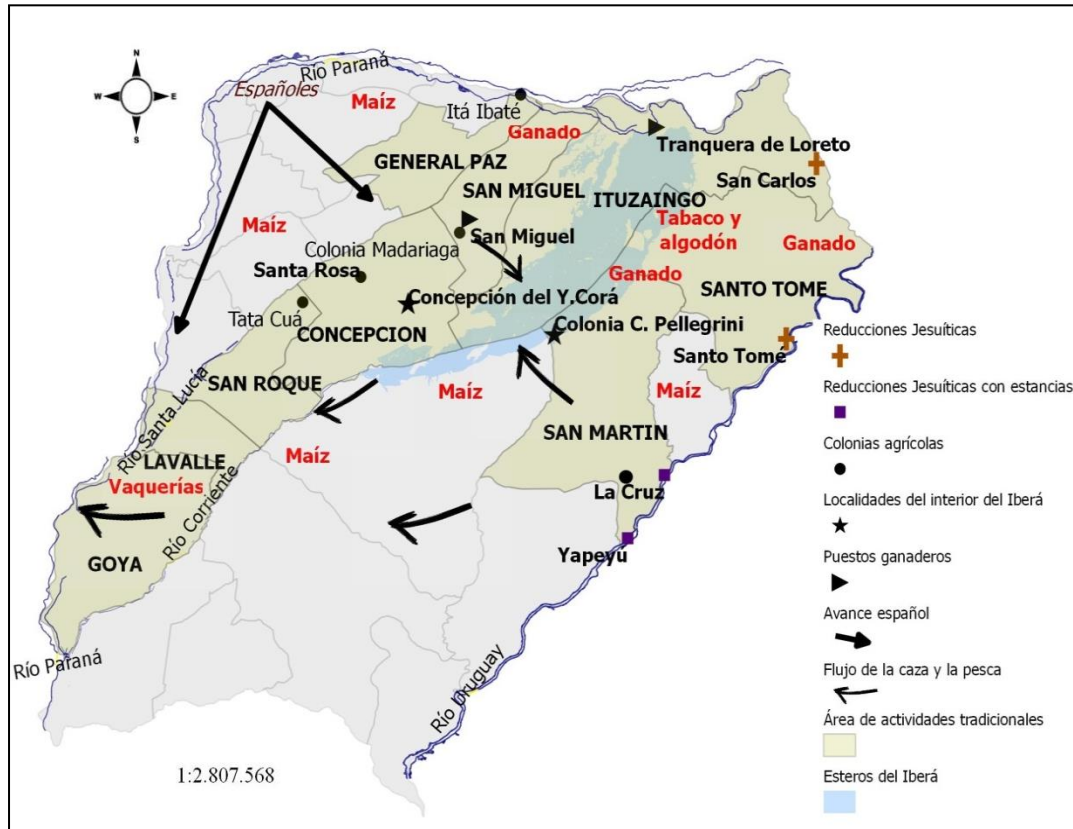 N
W
E
S
Río Paraná
Españoles
Maíz
Itá Ibaté
Ganado
Tranquera de Loreto
GENERAL PAZ
SAN MIGUEL
San Carlos
ITUZAINGO
Maíz
Tabaco y
algodón
Ganado
San Miguel
Colonia Madariaga
Santa Rosa
Ganado
SANTO TOME
Concepción del Y.Corá
Tata Cuá
CONCEPCION
Colonia C. Pellegrini
Santo Tomé
SAN ROQUE
Maíz
Maíz
Río Santa Lucía
SAN MARTIN
Maíz
LAVALLE
Vaquerías
Río Corriente
La Cruz
GOYA
Yapeyú
Río Paraná
Río Uruguay
1:2.807.568
Reducciones Jesuíticas
Reducciones Jesuíticas con estancias
Colonias agrícolas
Localidades del interior del Iberá
Puestos ganaderos
Avance español
Flujo de la caza y la pesca
Área de actividades tradicionales
Esteros del Iberá